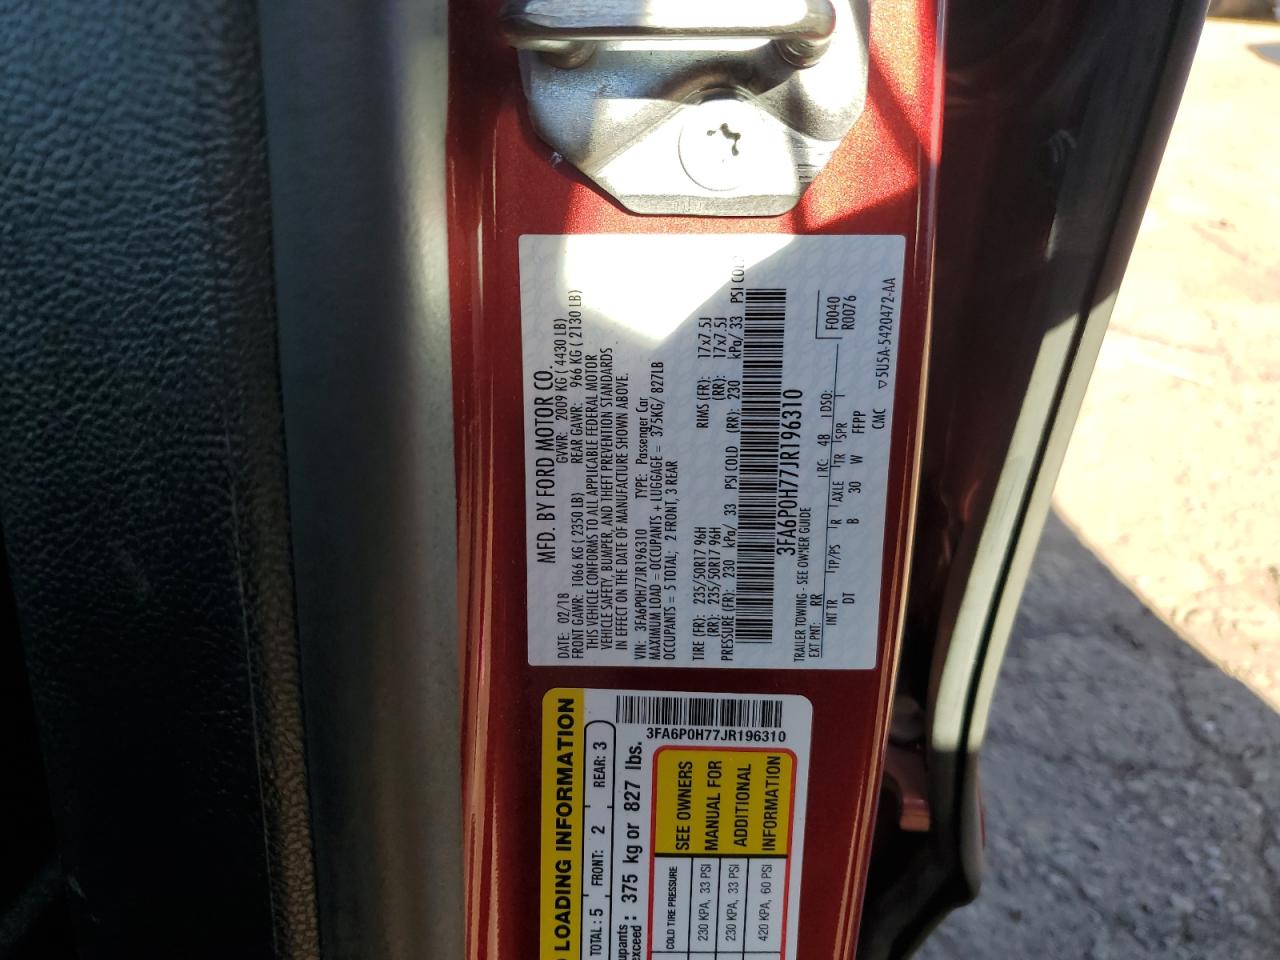 MFD. BY FORD MOTOR CO.
DATE: 02/18 GVWR: 2009 KG ( 4430 LB)
FRONT GAWR: 1066 KG ( 2350 LB) REAR GAWR: 966 KG ( 2130 LB)
THIS VEHICLE CONFORMS TO ALL APPLICABLE FEDERAL MOTOR
VEHICLE SAFETY, BUMPER, AND THEFT PREVENTION STANDARDS
IN EFFECT ON THE DATE OF MANUFACTURE SHOWN ABOVE.
VIN: 3FA6P0H77JR196310 TYPE: Passenger Car
MAXIMUM LOAD = OCCUPANTS + LUGGAGE = 375KG/ 827LB
OCCUPANTS = 5 TOTAL: 2 FRONT, 3 REAR
TIRE (FR): 235/50R17 96H RIMS (FR): 17x7.5J
(RR): 235/50R17 96H (RR): 17x7.5J
PRESSURE (FR): 230 kPa/ 33 PSI COLD (RR): 230 kPa/ 33 PSI COLD
3FA6P0H77JR196310
TRAILER TOWING - SEE OWNER GUIDE
EXT PNT: RR RC: 48 DSO: F0040
INT TR TP/PS R AXLE TR SPR R0076
DT B 30 W FFPP
CMC ▽5U5A-5420472-AA
LOADING INFORMATION
TOTAL: 5 FRONT: 2 REAR: 3
exceed: 375 kg or 827 lbs.
3FA6P0H77JR196310
COLD TIRE PRESSURE
230 KPA, 33 PSI
230 KPA, 33 PSI
420 KPA, 60 PSI
SEE OWNERS
MANUAL FOR
ADDITIONAL
INFORMATION